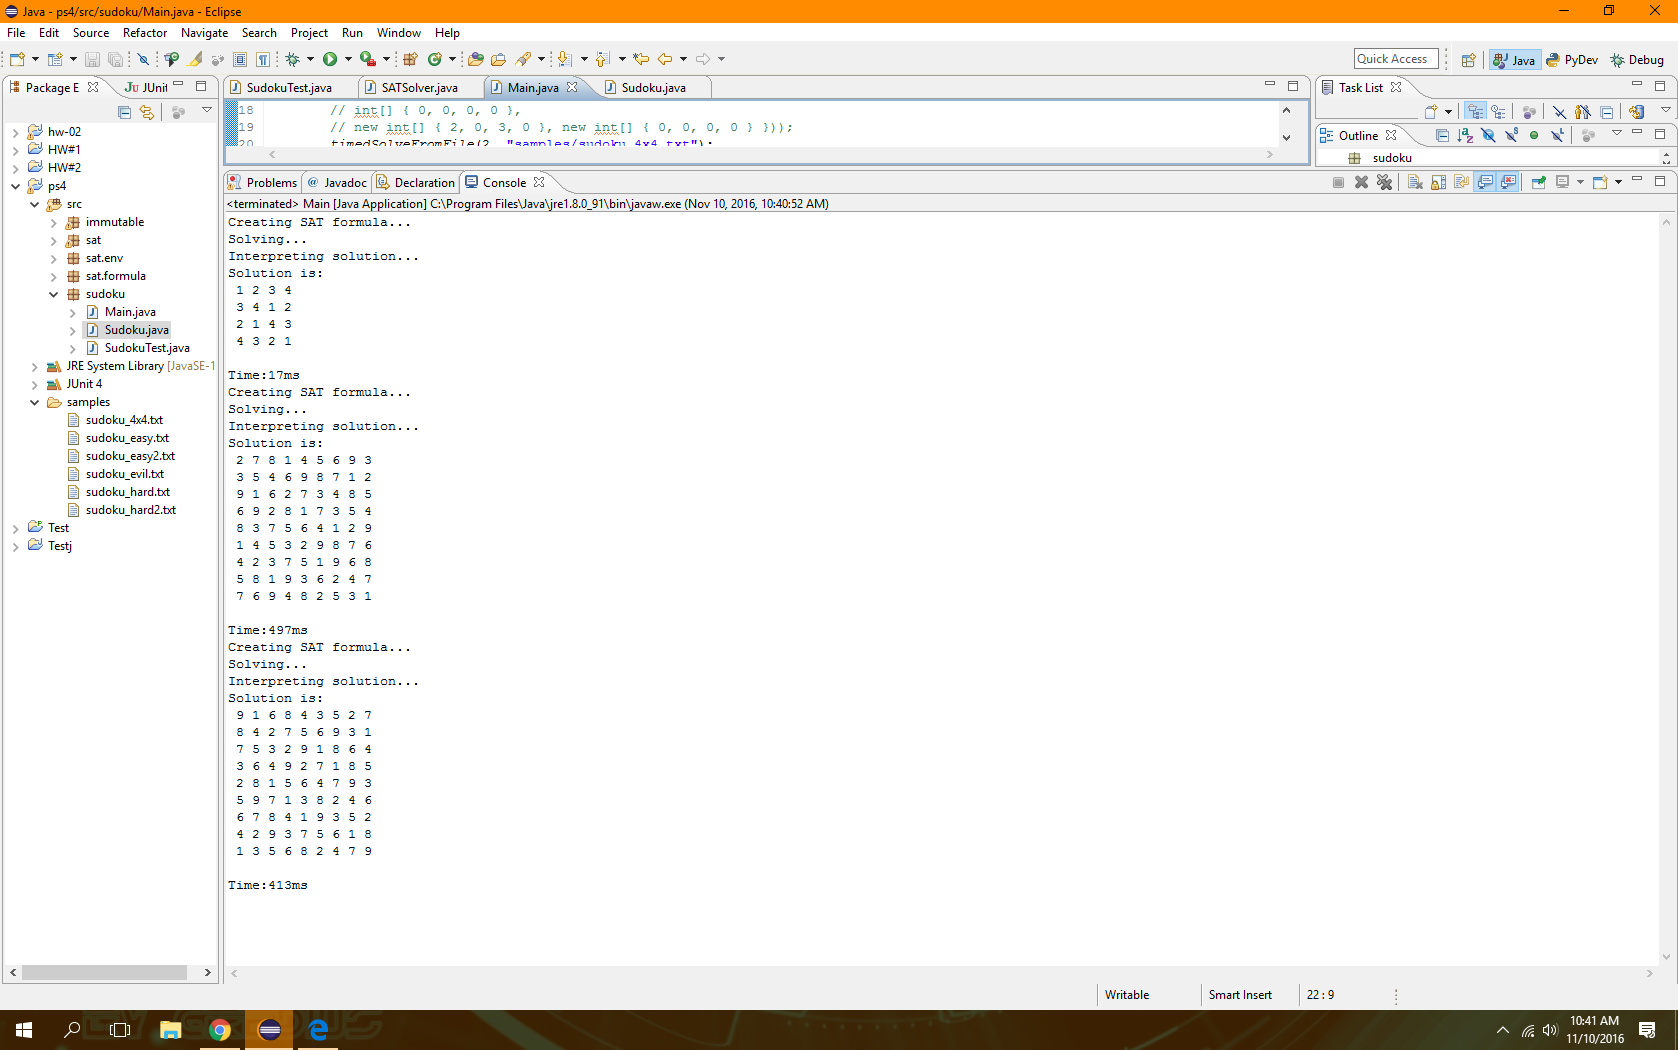 Java - ps4/src/sudoku/Main.java - Eclipse
File Edit Source Refactor Navigate Search Project Run Window Help
Quick Access
Java PyDev Debug
Package E JUnit
SudokuTest.java SATSolver.java Main.java Sudoku.java
Task List
18 // int[] { 0, 0, 0, 0 },
19 // new int[] { 2, 0, 3, 0 }, new int[] { 0, 0, 0, 0 } }));
20 timedSolveFromFile(2, "samples/sudoku_4x4.txt");
Outline
sudoku
hw-02
HW#1
HW#2
ps4
src
immutable
sat
sat.env
sat.formula
sudoku
Main.java
Sudoku.java
SudokuTest.java
JRE System Library [JavaSE-1
JUnit 4
samples
sudoku_4x4.txt
sudoku_easy.txt
sudoku_easy2.txt
sudoku_evil.txt
sudoku_hard.txt
sudoku_hard2.txt
Test
Testj
Problems Javadoc Declaration Console
<terminated> Main [Java Application] C:\Program Files\Java\jre1.8.0_91\bin\javaw.exe (Nov 10, 2016, 10:40:52 AM)
Creating SAT formula...
Solving...
Interpreting solution...
Solution is:
1 2 3 4
3 4 1 2
2 1 4 3
4 3 2 1
Time:17ms
Creating SAT formula...
Solving...
Interpreting solution...
Solution is:
2 7 8 1 4 5 6 9 3
3 5 4 6 9 8 7 1 2
9 1 6 2 7 3 4 8 5
6 9 2 8 1 7 3 5 4
8 3 7 5 6 4 1 2 9
1 4 5 3 2 9 8 7 6
4 2 3 7 5 1 9 6 8
5 8 1 9 3 6 2 4 7
7 6 9 4 8 2 5 3 1
Time:497ms
Creating SAT formula...
Solving...
Interpreting solution...
Solution is:
9 1 6 8 4 3 5 2 7
8 4 2 7 5 6 9 3 1
7 5 3 2 9 1 8 6 4
3 6 4 9 2 7 1 8 5
2 8 1 5 6 4 7 9 3
5 9 7 1 3 8 2 4 6
6 7 8 4 1 9 3 5 2
4 2 9 3 7 5 6 1 8
1 3 5 6 8 2 4 7 9
Time:413ms
Writable Smart Insert 22 : 9
10:41 AM
11/10/2016